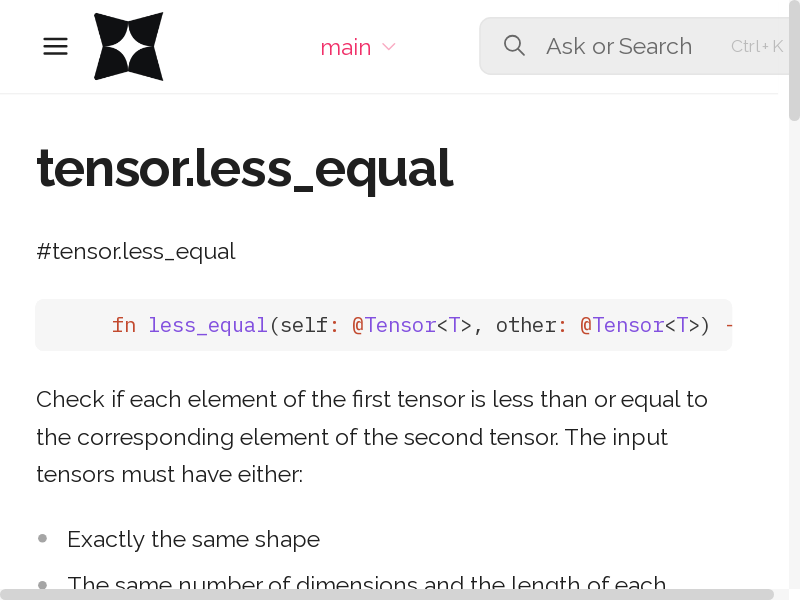 main
Ask or Search
Ctrl+K
tensor.less_equal
#tensor.less_equal
fn less_equal(self: @Tensor<T>, other: @Tensor<T>) -
Check if each element of the first tensor is less than or equal to
the corresponding element of the second tensor. The input
tensors must have either:
Exactly the same shape
The same number of dimensions and the length of each